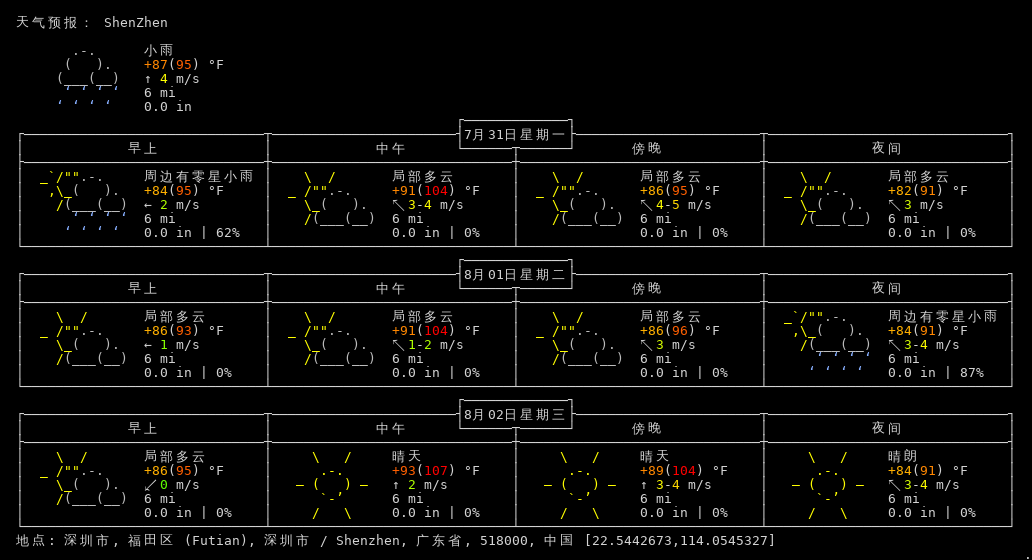 天气预报： ShenZhen
小雨
+87(95) °F
↑ 4 m/s
6 mi
0.0 in
7月31日星期一
早上 中午 傍晚 夜间
周边有零星小雨 局部多云 局部多云 局部多云
+84(95) °F +91(104) °F +86(95) °F +82(91) °F
← 2 m/s ↖ 3-4 m/s ↖ 4-5 m/s ↖ 3 m/s
6 mi 6 mi 6 mi 6 mi
0.0 in | 62% 0.0 in | 0% 0.0 in | 0% 0.0 in | 0%
8月01日星期二
早上 中午 傍晚 夜间
局部多云 局部多云 局部多云 周边有零星小雨
+86(93) °F +91(104) °F +86(96) °F +84(91) °F
← 1 m/s ↖ 1-2 m/s ↖ 3 m/s ↖ 3-4 m/s
6 mi 6 mi 6 mi 6 mi
0.0 in | 0% 0.0 in | 0% 0.0 in | 0% 0.0 in | 87%
8月02日星期三
早上 中午 傍晚 夜间
局部多云 晴天 晴天 晴朗
+86(95) °F +93(107) °F +89(104) °F +84(91) °F
↙ 0 m/s ↑ 2 m/s ↑ 3-4 m/s ↖ 3-4 m/s
6 mi 6 mi 6 mi 6 mi
0.0 in | 0% 0.0 in | 0% 0.0 in | 0% 0.0 in | 0%
地点: 深圳市, 福田区 (Futian), 深圳市 / Shenzhen, 广东省, 518000, 中国 [22.5442673,114.0545327]